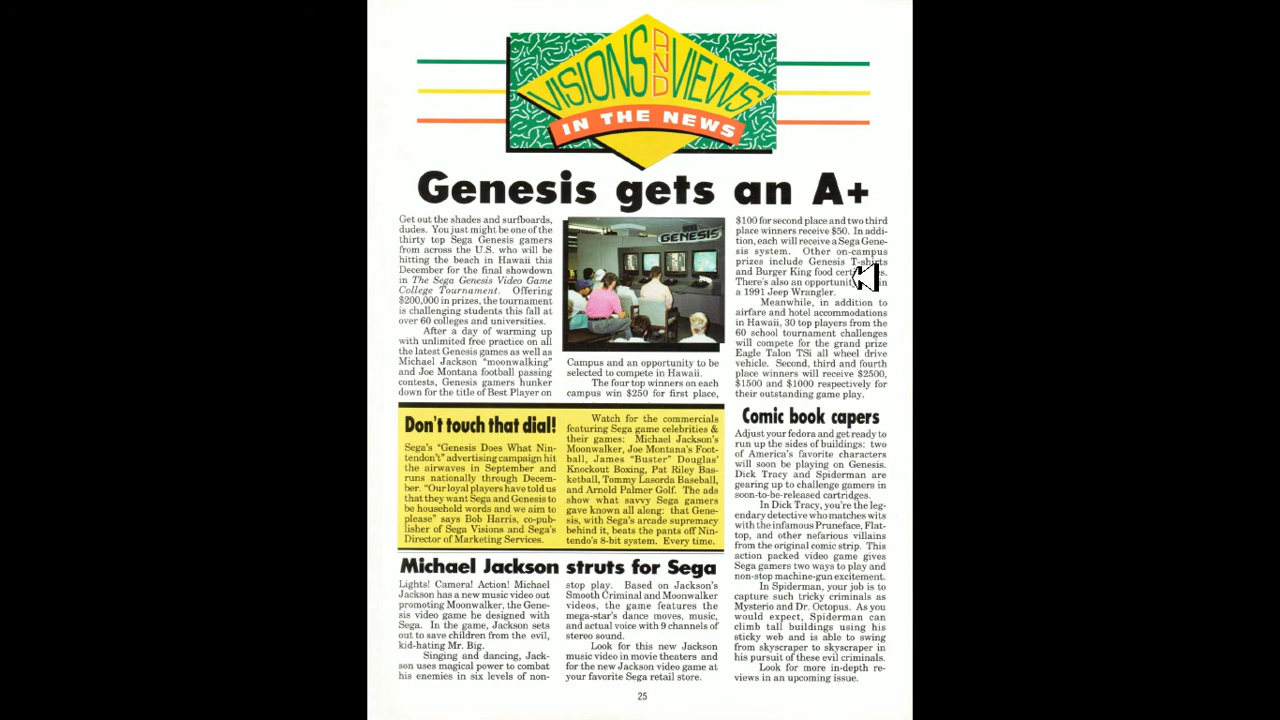 VISIONS AND VIEWS
IN THE NEWS
Genesis gets an A+
Get out the shades and surfboards,
dudes. You just might be one of the
thirty top Sega Genesis gamers
from across the U.S. who will be
hitting the beach in Hawaii this
December for the final showdown
in The Sega Genesis Video Game
College Tournament. Offering
$200,000 in prizes, the tournament
is challenging students this fall at
over 60 colleges and universities.
After a day of warming up
with unlimited free practice on all
the latest Genesis games as well as
Michael Jackson "moonwalking"
and Joe Montana football passing
contests, Genesis gamers hunker
down for the title of Best Player on
GENESIS
Campus and an opportunity to be
selected to compete in Hawaii.
The four top winners on each
campus win $250 for first place,
$100 for second place and two third
place winners receive $50. In addi-
tion, each will receive a Sega Gene-
sis system. Other on-campus
prizes include Genesis T-shirts
and Burger King food
There's also an in
a 1991 Jeep Wrangler.
Meanwhile, in addition to
airfare and hotel accommodations
in Hawaii, 30 top players from the
60 school tournament challenges
will compete for the grand prize
Eagle Talon TSi all wheel drive
vehicle. Second, third and fourth
place winners will receive $2500,
$1500 and $1000 respectively for
their outstanding game play.
Don't touch that dial!
Sega's "Genesis Does What Nin-
tendon't" advertising campaign hit
the airwaves in September and
runs nationally through Decem-
ber. "Our loyal players have told us
that they want Sega and Genesis to
be household words and we aim to
please" says Bob Harris, co-pub-
lisher of Sega Visions and Sega's
Director of Marketing Services.
Watch for the commercials
featuring Sega game celebrities &
their games: Michael Jackson's
Moonwalker, Joe Montana's Foot-
ball, James "Buster" Douglas'
Knockout Boxing, Pat Riley Bas-
ketball, Tommy Lasorda Baseball,
and Arnold Palmer Golf. The ads
show what savvy Sega gamers
gave known all along: that Gene-
sis, with Sega's arcade supremacy
behind it, beats the pants off Nin-
tendo's 8-bit system. Every time.
Michael Jackson struts for Sega
Lights! Camera! Action! Michael
Jackson has a new music video out
promoting Moonwalker, the Gene-
sis video game he designed with
Sega. In the game, Jackson sets
out to save children from the evil,
kid-hating Mr. Big.
Singing and dancing, Jack-
son uses magical power to combat
his enemies in six levels of non-
stop play. Based on Jackson's
Smooth Criminal and Moonwalker
videos, the game features the
mega-star's dance moves, music,
and actual voice with 9 channels of
stereo sound.
Look for this new Jackson
music video in movie theaters and
for the new Jackson video game at
your favorite Sega retail store.
Comic book capers
Adjust your fedora and get ready to
run up the sides of buildings: two
of America's favorite characters
will soon be playing on Genesis.
Dick Tracy and Spiderman are
gearing up to challenge gamers in
soon-to-be-released cartridges.
In Dick Tracy, you're the leg-
endary detective who matches wits
with the infamous Pruneface, Flat-
top, and other nefarious villains
from the original comic strip. This
action packed video game gives
Sega gamers two ways to play and
non-stop machine-gun excitement.
In Spiderman, your job is to
capture such tricky criminals as
Mysterio and Dr. Octopus. As you
would expect, Spiderman can
climb tall buildings using his
sticky web and is able to swing
from skyscraper to skyscraper in
his pursuit of these evil criminals.
Look for more in-depth re-
views in an upcoming issue.
25